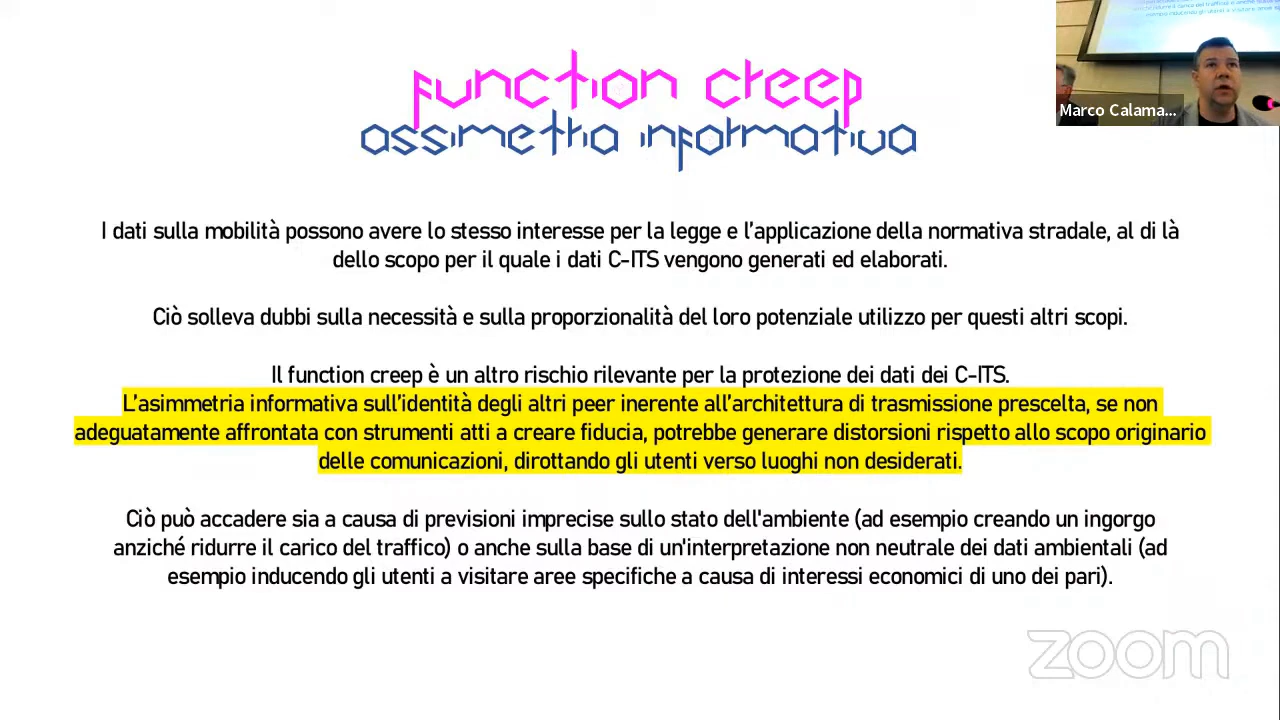 function creep
assimetria informativa
I dati sulla mobilità possono avere lo stesso interesse per la legge e l'applicazione della normativa stradale, al di là
dello scopo per il quale i dati C-ITS vengono generati ed elaborati.
Ciò solleva dubbi sulla necessità e sulla proporzionalità del loro potenziale utilizzo per questi altri scopi.
Il function creep è un altro rischio rilevante per la protezione dei dati dei C-ITS.
L'asimmetria informativa sull'identità degli altri peer inerente all'architettura di trasmissione prescelta, se non
adeguatamente affrontata con strumenti atti a creare fiducia, potrebbe generare distorsioni rispetto allo scopo originario
delle comunicazioni, dirottando gli utenti verso luoghi non desiderati.
Ciò può accadere sia a causa di previsioni imprecise sullo stato dell'ambiente (ad esempio creando un ingorgo
anziché ridurre il carico del traffico) o anche sulla base di un'interpretazione non neutrale dei dati ambientali (ad
esempio inducendo gli utenti a visitare aree specifiche a causa di interessi economici di uno dei pari).
Marco Calama...
zoom